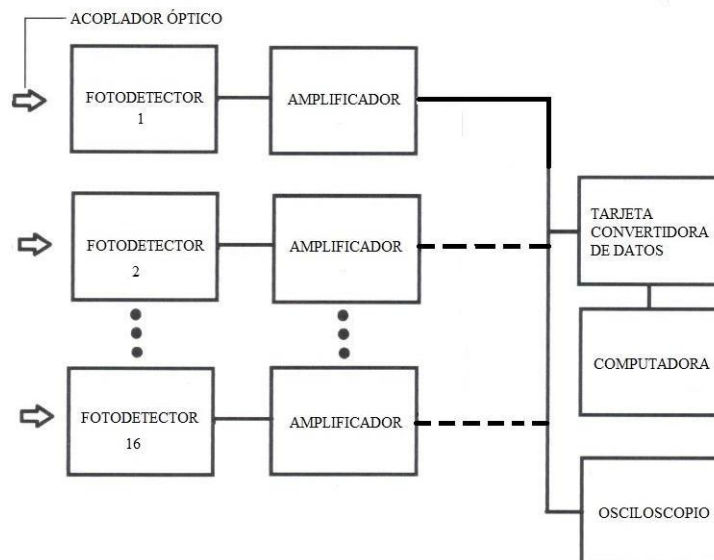 ACOPLADOR ÓPTICO
FOTODETECTOR
1
AMPLIFICADOR
FOTODETECTOR
2
AMPLIFICADOR
TARJETA
CONVERTIDORA
DE DATOS
COMPUTADORA
FOTODETECTOR
16
AMPLIFICADOR
OSCILOSCOPIO